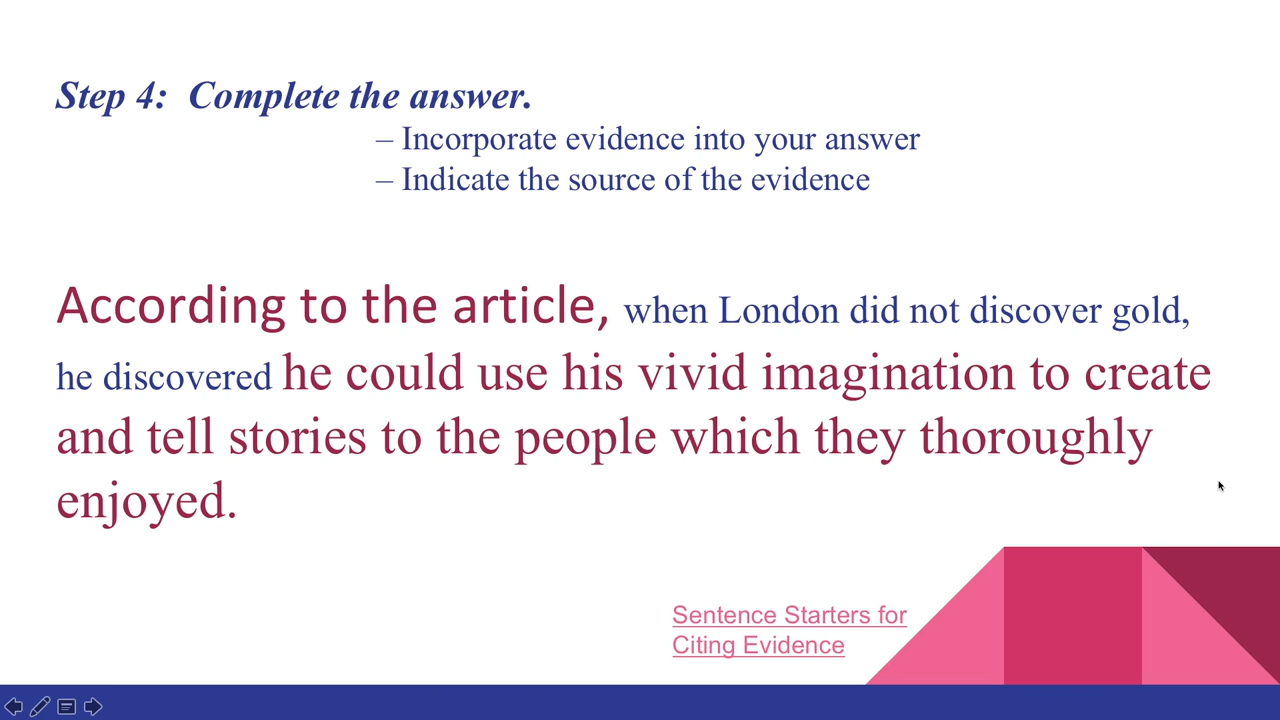 Step 4:  Complete the answer.
– Incorporate evidence into your answer
– Indicate the source of the evidence
According to the article, when London did not discover gold,
he discovered he could use his vivid imagination to create
and tell stories to the people which they thoroughly
enjoyed.
Sentence Starters for
Citing Evidence